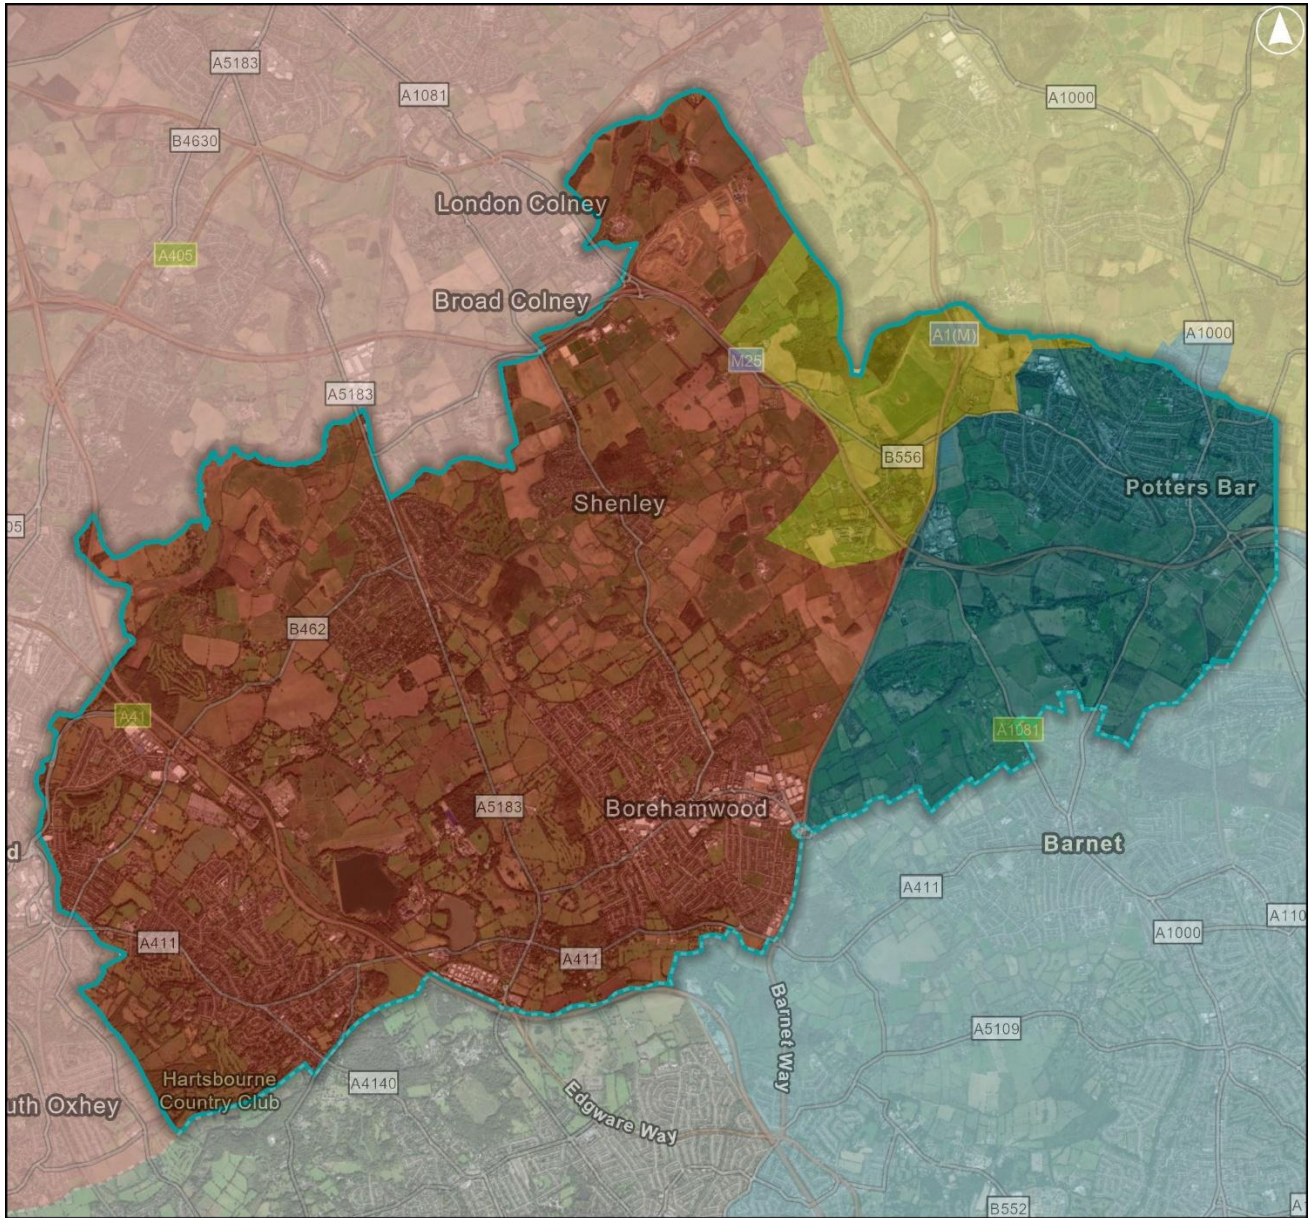 A5183
A1081
A1000
B4630
London Colney
A405
Broad Colney
A1(M)
A1000
M25
A5183
B556
Potters Bar
Shenley
05
B462
A41
A1081
A5183
Borehamwood
Barnet
d
A411
A110
A1000
A411
A411
Barnet Way
A5109
Hartsbourne
Country Club
A4140
uth Oxhey
Edgware Way
B552
A